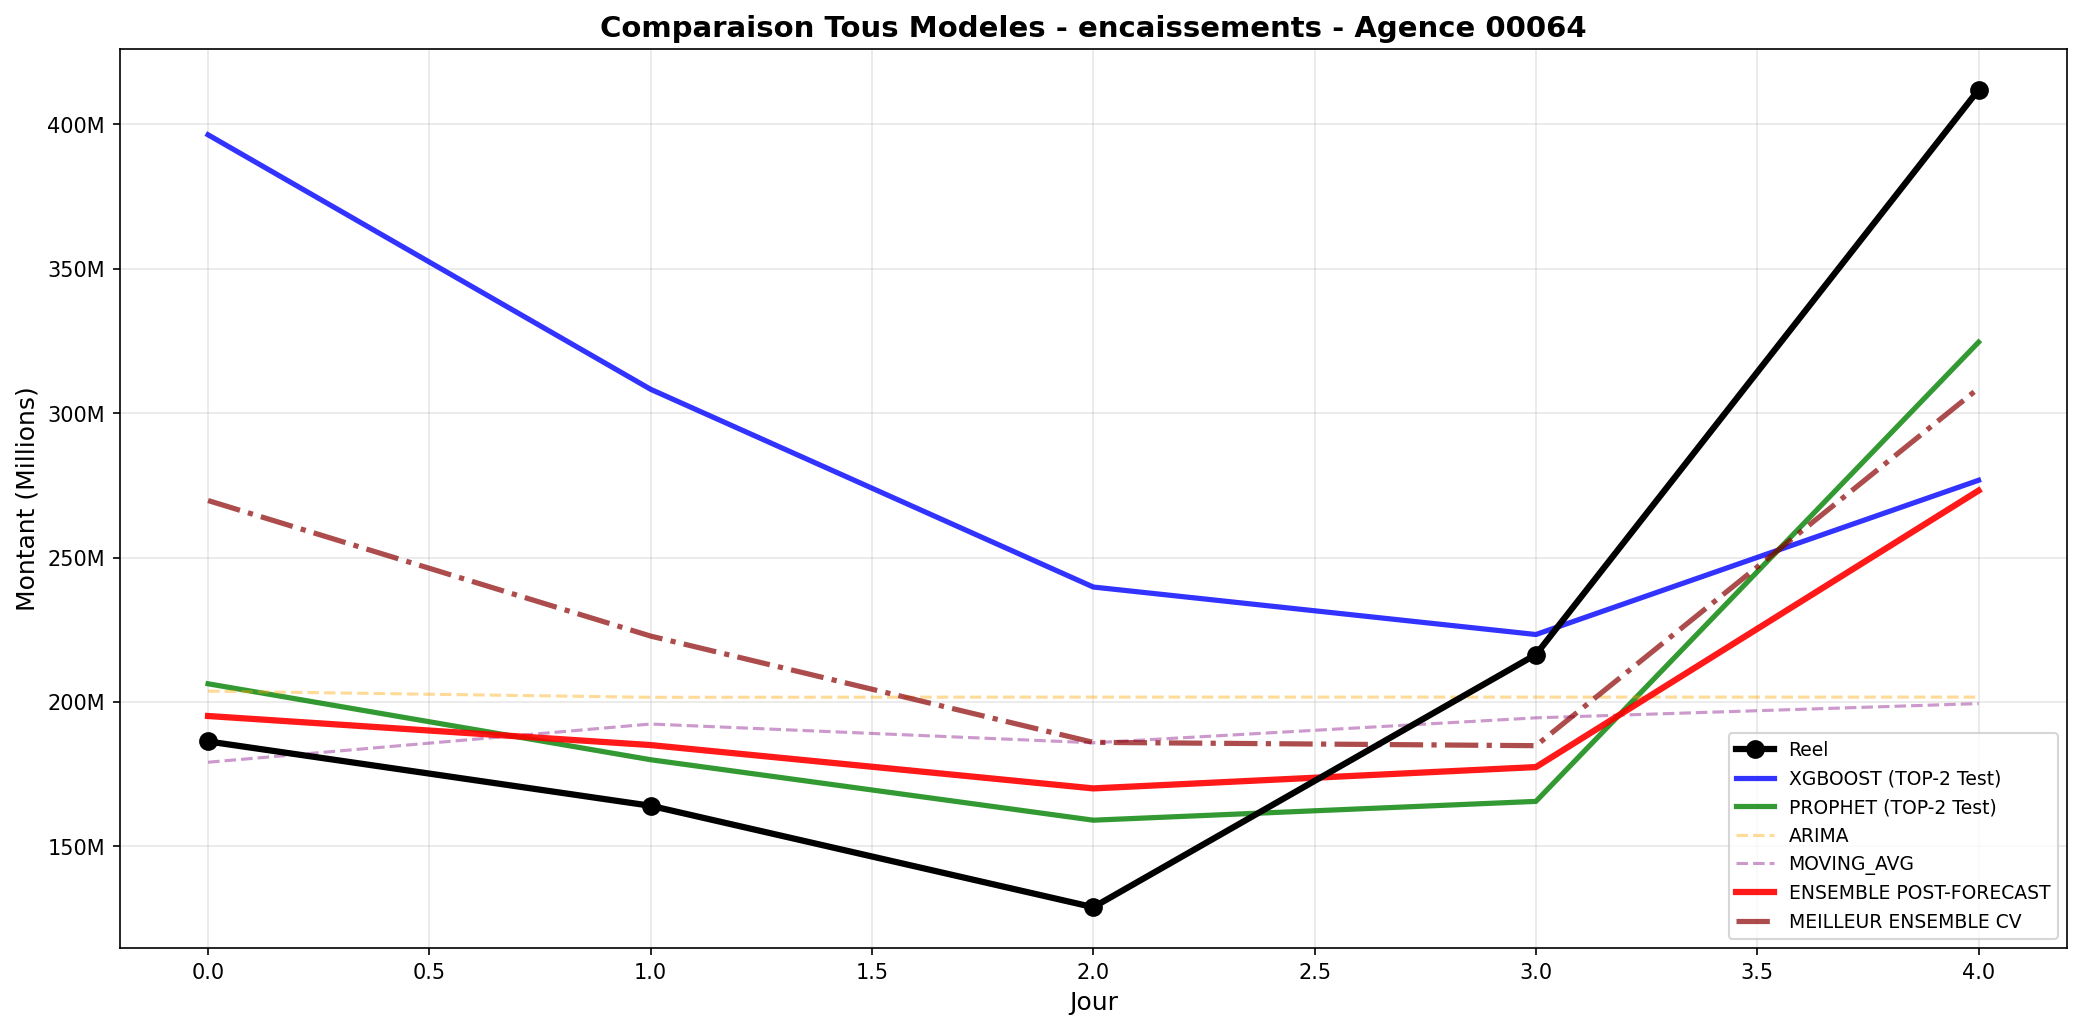 Comparaison Tous Modeles - encaissements - Agence 00064
Montant (Millions)
400M
350M
300M
250M
200M
150M
0.0
0.5
1.0
1.5
2.0
2.5
3.0
3.5
4.0
Jour
Reel
XGBOOST (TOP-2 Test)
PROPHET (TOP-2 Test)
ARIMA
MOVING_AVG
ENSEMBLE POST-FORECAST
MEILLEUR ENSEMBLE CV